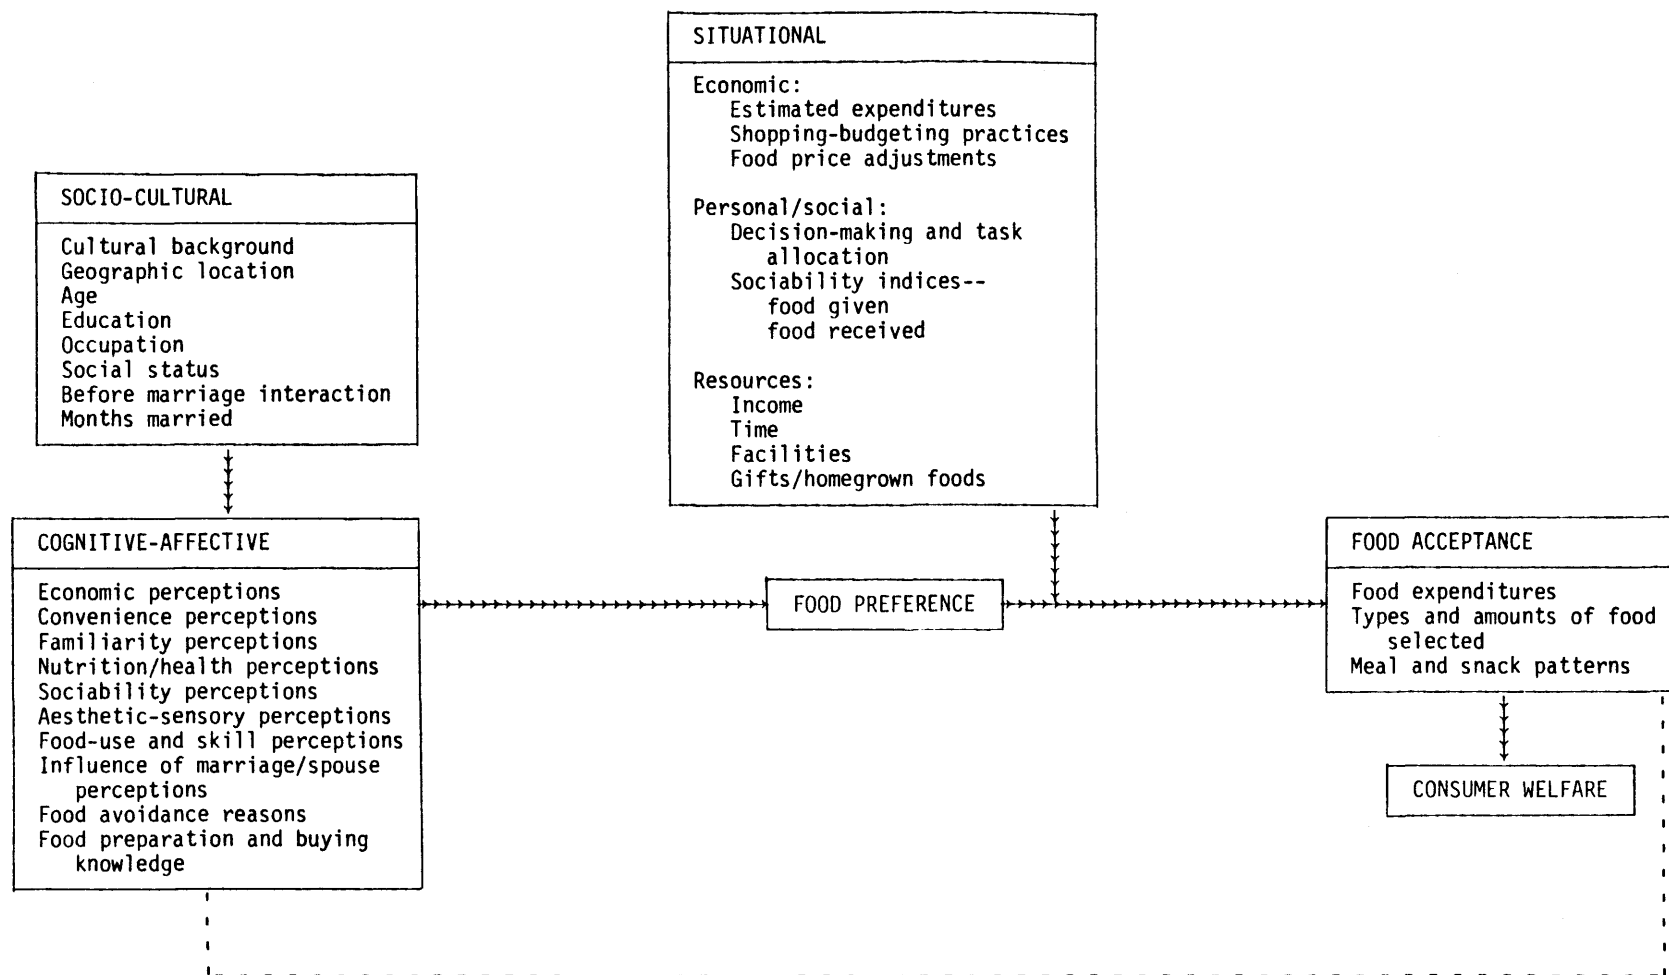 SITUATIONAL
Economic:
Estimated expenditures
Shopping-budgeting practices
Food price adjustments
Personal/social:
Decision-making and task
allocation
Sociability indices--
food given
food received
Resources:
Income
Time
Facilities
Gifts/homegrown foods
SOCIO-CULTURAL
Cultural background
Geographic location
Age
Education
Occupation
Social status
Before marriage interaction
Months married
COGNITIVE-AFFECTIVE
Economic perceptions
Convenience perceptions
Familiarity perceptions
Nutrition/health perceptions
Sociability perceptions
Aesthetic-sensory perceptions
Food-use and skill perceptions
Influence of marriage/spouse
perceptions
Food avoidance reasons
Food preparation and buying
knowledge
FOOD PREFERENCE
FOOD ACCEPTANCE
Food expenditures
Types and amounts of food
selected
Meal and snack patterns
CONSUMER WELFARE